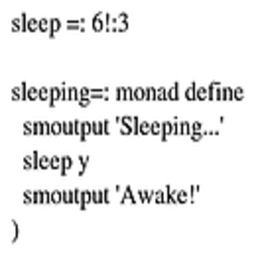 sleep =: 6!:3
sleeping=: monad define
smoutput 'Sleeping...'
sleep y
smoutput 'Awake!'
)